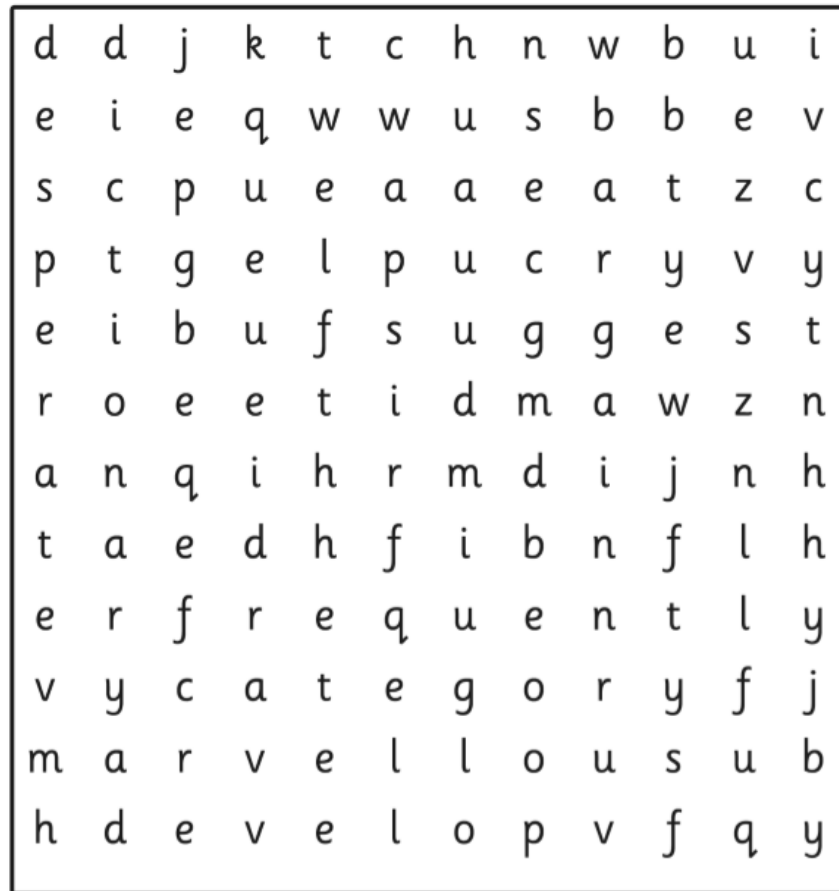 d d j k t c h n w b u i
e i e q w w u s b b e v
s c p u e a a e a t z c
p t g e l p u c r y v y
e i b u f s u g g e s t
r o e e t i d m a w z n
a n q i h r m d i j n h
t a e d h f i b n f l h
e r f r e q u e n t l y
v y c a t e g o r y f j
m a r v e l l o u s u b
h d e v e l o p v f q y